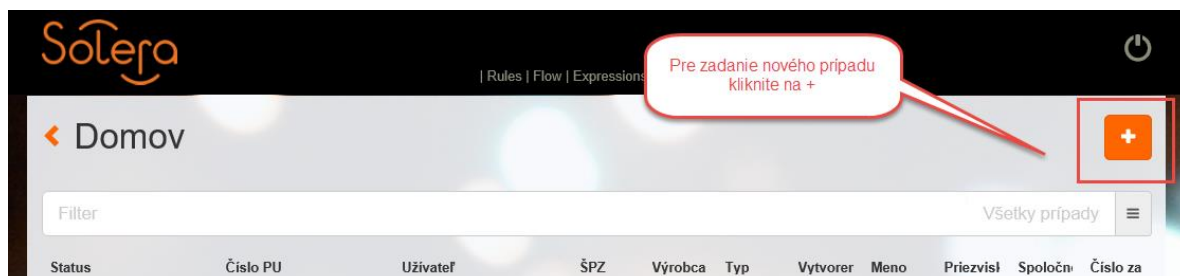 Solera
| Rules | Flow | Expressions
Pre zadanie nového prípadu
kliknite na +
Domov
Filter
Všetky prípady
Status Číslo PU Užívateľ ŠPZ Výrobca Typ Vytvorer Meno Priezvisk Spoločn Číslo za